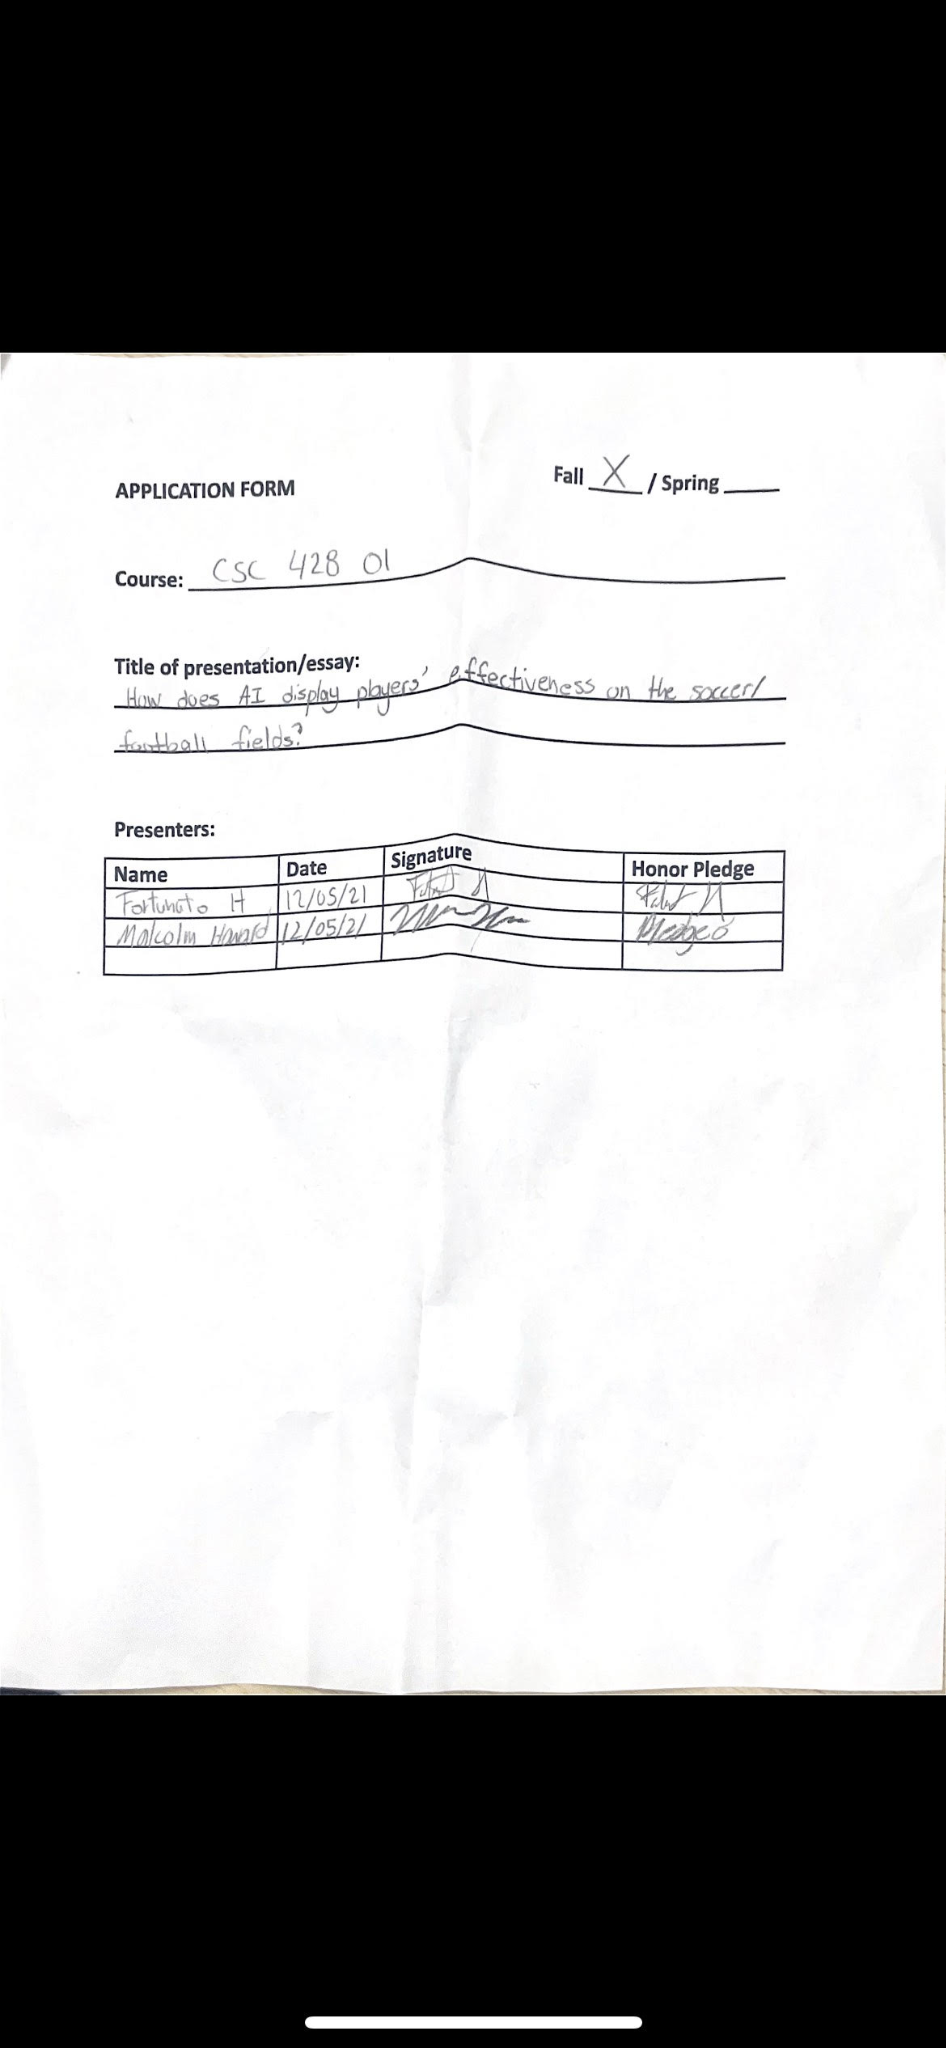 APPLICATION FORM
Fall X / Spring
Course: CSC 428 01
Title of presentation/essay:
How does AI display players' effectiveness on the soccer/
football fields?
Presenters:
Name Date Signature Honor Pledge
Fortunato H 12/05/21
Malcolm 12/05/21 Pledged